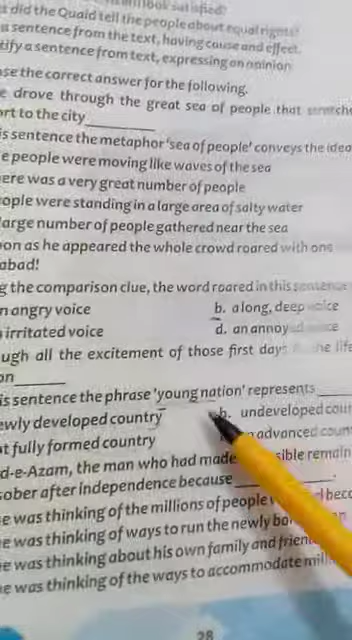 look satisfied?
did the Quaid tell the people about equal rights?
a sentence from the text, having cause and effect.
tify a sentence from text, expressing an opinion
se the correct answer for the following.
e drove through the great sea of people that stretche
ort to the city
is sentence the metaphor 'sea of people' conveys the idea
e people were moving like waves of the sea
ere was a very great number of people
ople were standing in a large area of salty water
large number of people gathered near the sea
on as he appeared the whole crowd roared with one
abad!
g the comparison clue, the word roared in this sentence
n angry voice b. a long, deep voice
irritated voice d. an annoy voice
ugh all the excitement of those first days the life
on
is sentence the phrase 'young nation' represents
ewly developed country b. undeveloped coun
t fully formed country advanced coun
d-e-Azam, the man who had made sible remain
sober after independence because
e was thinking of the millions of people beco
e was thinking of ways to run the newly bo
e was thinking about his own family and frien
e was thinking of the ways to accommodate mill
28